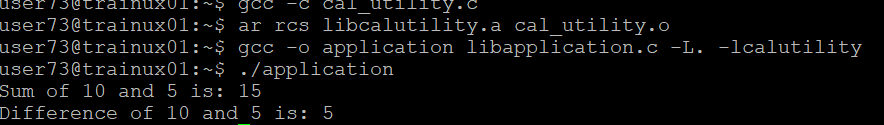 user73@trainux01:~$ gcc -c cal_utility.c
user73@trainux01:~$ ar rcs libcalutility.a cal_utility.o
user73@trainux01:~$ gcc -o application libapplication.c -L. -lcalutility
user73@trainux01:~$ ./application
Sum of 10 and 5 is: 15
Difference of 10 and 5 is: 5